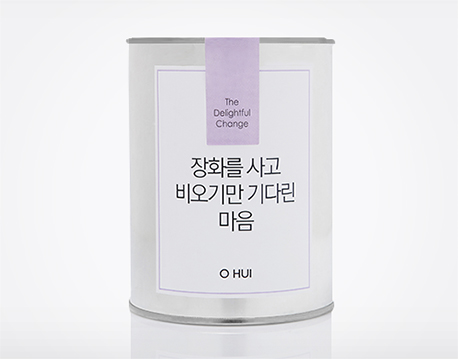 The
Delightful
Change
장화를 사고
비오기만 기다린
마음
O HUI